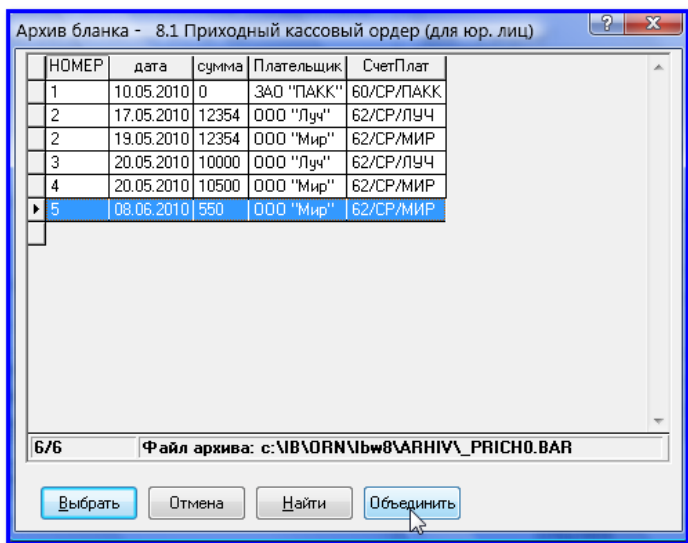 Архив бланка - 8.1 Приходный кассовый ордер (для юр. лиц) ? X
НОМЕР дата сумма Плательщик СчетПлат
1 10.05.2010 0 ЗАО "ПАКК" 60/СР/ПАКК
2 17.05.2010 12354 ООО "Луч" 62/СР/ЛУЧ
2 19.05.2010 12354 ООО "Мир" 62/СР/МИР
3 20.05.2010 10000 ООО "Луч" 62/СР/ЛУЧ
4 20.05.2010 10500 ООО "Мир" 62/СР/МИР
5 08.06.2010 550 ООО "Мир" 62/СР/МИР
6/6 Файл архива: c:\IB\ORN\Ibw8\ARHIV\_PRICH0.BAR
Выбрать Отмена Найти Объединить